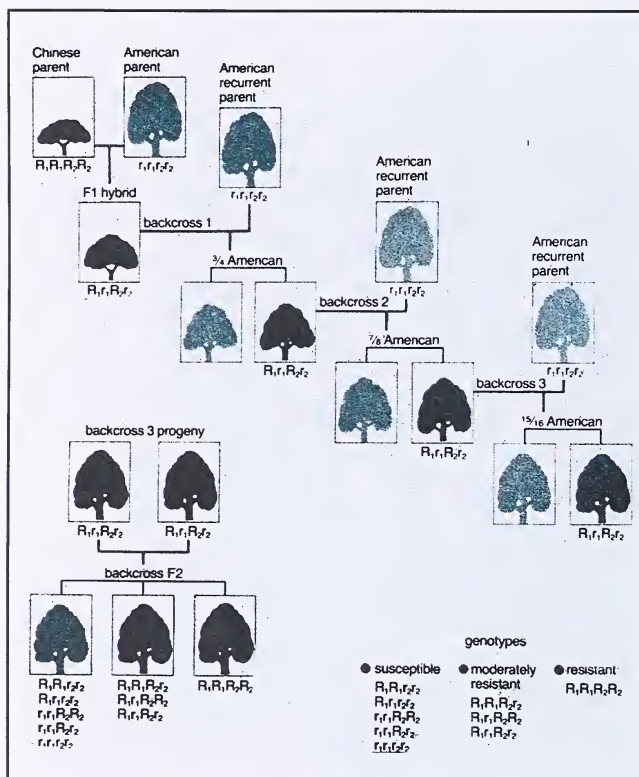 Chinese parent
American parent
American recurrent parent
R₁R₁R₂R₂
r₁r₁r₂r₂
r₁r₁r₂r₂
F1 hybrid
backcross 1
R₁r₁R₂r₂
¾ American
American recurrent parent
r₁r₁r₂r₂
backcross 2
R₁r₁R₂r₂
⅞ American
American recurrent parent
r₁r₁r₂r₂
backcross 3
R₁r₁R₂r₂
15/16 American
R₁r₁R₂r₂
backcross 3 progeny
R₁r₁R₂r₂
R₁r₁R₂r₂
backcross F2
R₁R₁r₂r₂
R₁r₁r₂r₂
r₁r₁R₂R₂
r₁r₁R₂r₂
r₁r₁r₂r₂
R₁R₁R₂r₂
R₁r₁R₂R₂
R₁r₁R₂r₂
R₁R₁R₂R₂
genotypes
susceptible
R₁R₁r₂r₂
R₁r₁r₂r₂
r₁r₁R₂R₂
r₁r₁R₂r₂
r₁r₁r₂r₂
moderately resistant
R₁R₁R₂r₂
R₁r₁R₂R₂
R₁r₁R₂r₂
resistant
R₁R₁R₂R₂